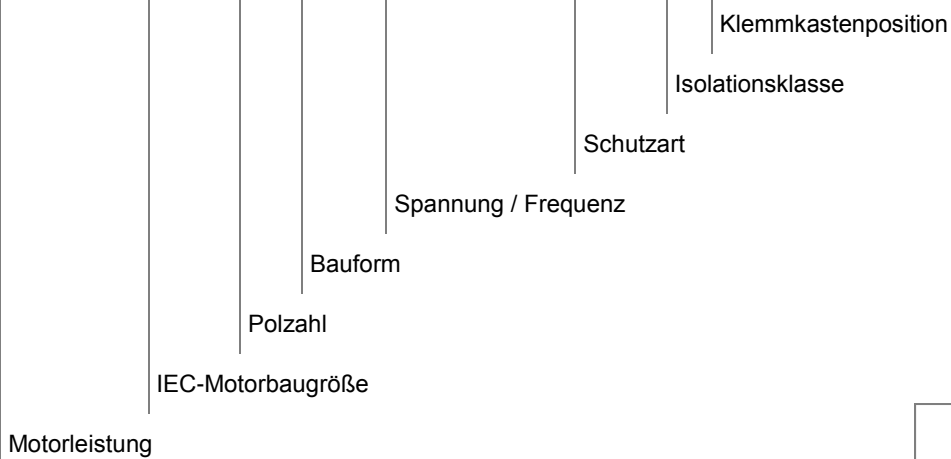 Klemmkastenposition
Isolationsklasse
Schutzart
Spannung / Frequenz
Bauform
Polzahl
IEC-Motorbaugröße
Motorleistung